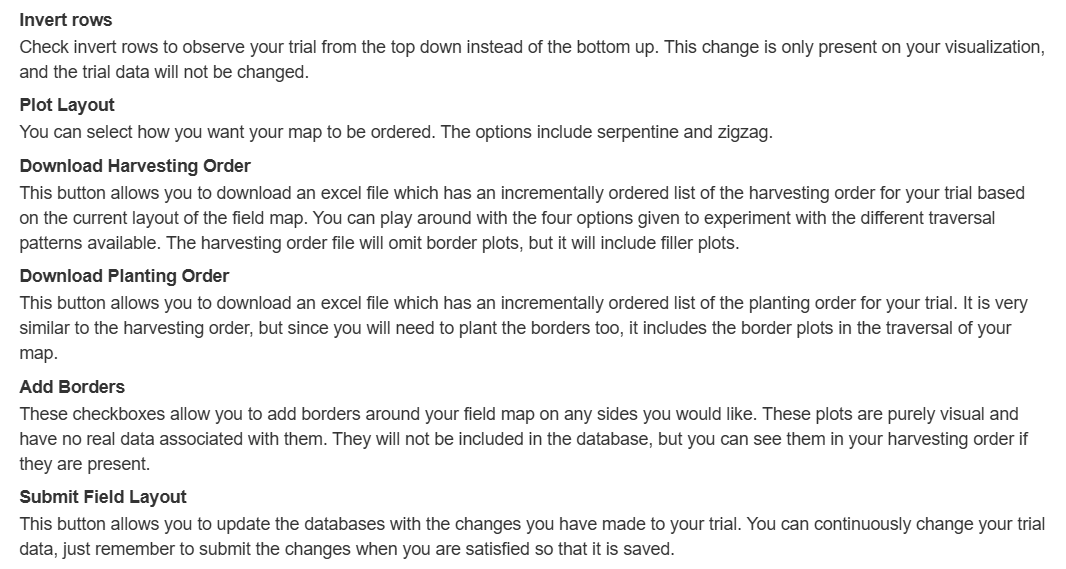 Invert rows
Check invert rows to observe your trial from the top down instead of the bottom up. This change is only present on your visualization,
and the trial data will not be changed.
Plot Layout
You can select how you want your map to be ordered. The options include serpentine and zigzag.
Download Harvesting Order
This button allows you to download an excel file which has an incrementally ordered list of the harvesting order for your trial based
on the current layout of the field map. You can play around with the four options given to experiment with the different traversal
patterns available. The harvesting order file will omit border plots, but it will include filler plots.
Download Planting Order
This button allows you to download an excel file which has an incrementally ordered list of the planting order for your trial. It is very
similar to the harvesting order, but since you will need to plant the borders too, it includes the border plots in the traversal of your
map.
Add Borders
These checkboxes allow you to add borders around your field map on any sides you would like. These plots are purely visual and
have no real data associated with them. They will not be included in the database, but you can see them in your harvesting order if
they are present.
Submit Field Layout
This button allows you to update the databases with the changes you have made to your trial. You can continuously change your trial
data, just remember to submit the changes when you are satisfied so that it is saved.